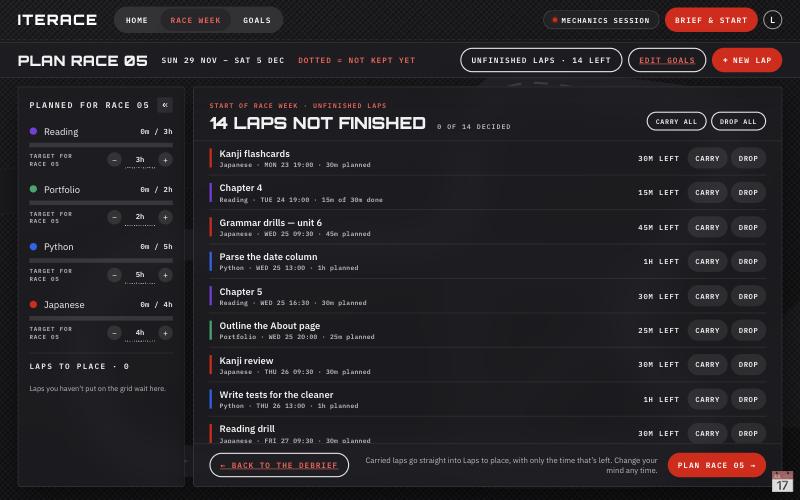 ITERACE
HOME RACE WEEK GOALS
MECHANICS SESSION BRIEF & START L
PLAN RACE 05 SUN 29 NOV – SAT 5 DEC DOTTED = NOT KEPT YET
UNFINISHED LAPS · 14 LEFT EDIT GOALS + NEW LAP
PLANNED FOR RACE 05 «
Reading 0m / 3h
TARGET FOR
RACE 05
− 3h +
Portfolio 0m / 2h
TARGET FOR
RACE 05
− 2h +
Python 0m / 5h
TARGET FOR
RACE 05
− 5h +
Japanese 0m / 4h
TARGET FOR
RACE 05
− 4h +
LAPS TO PLACE · 0
Laps you haven't put on the grid wait here.
START OF RACE WEEK · UNFINISHED LAPS
14 LAPS NOT FINISHED 0 OF 14 DECIDED
CARRY ALL DROP ALL
Kanji flashcards
Japanese · MON 23 19:00 · 30m planned
30M LEFT CARRY DROP
Chapter 4
Reading · TUE 24 19:00 · 15m of 30m done
15M LEFT CARRY DROP
Grammar drills — unit 6
Japanese · WED 25 09:30 · 45m planned
45M LEFT CARRY DROP
Parse the date column
Python · WED 25 13:00 · 1h planned
1H LEFT CARRY DROP
Chapter 5
Reading · WED 25 16:30 · 30m planned
30M LEFT CARRY DROP
Outline the About page
Portfolio · WED 25 20:00 · 25m planned
25M LEFT CARRY DROP
Kanji review
Japanese · THU 26 09:30 · 30m planned
30M LEFT CARRY DROP
Write tests for the cleaner
Python · THU 26 13:00 · 1h planned
1H LEFT CARRY DROP
Reading drill
Japanese · FRI 27 09:30 · 30m planned
30M LEFT CARRY DROP
← BACK TO THE DEBRIEF
Carried laps go straight into Laps to place, with only the time that's left. Change your
mind any time.
PLAN RACE 05 →
17